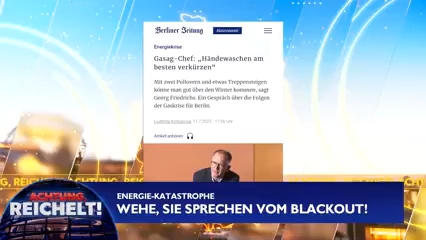 Berliner Zeitung
Abonnement
Energiekrise
Gasag-Chef: „Händewaschen am
besten verkürzen“
Mit zwei Pullovern und etwas Treppensteigen
könne man gut über den Winter kommen, sagt
Georg Friedrichs. Ein Gespräch über die Folgen
der Gaskrise für Berlin.
Artikel anhören
ACHTUNG,
REICHELT!
ENERGIE-KATASTROPHE
WEHE, SIE SPRECHEN VOM BLACKOUT!